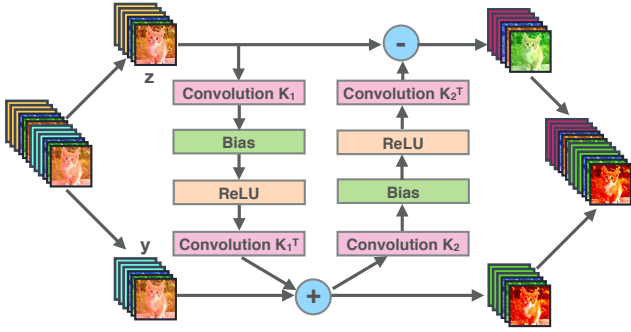 z
-
Convolution K₁
Convolution K₂ᵀ
Bias
ReLU
ReLU
Bias
y
Convolution K₁ᵀ
Convolution K₂
+